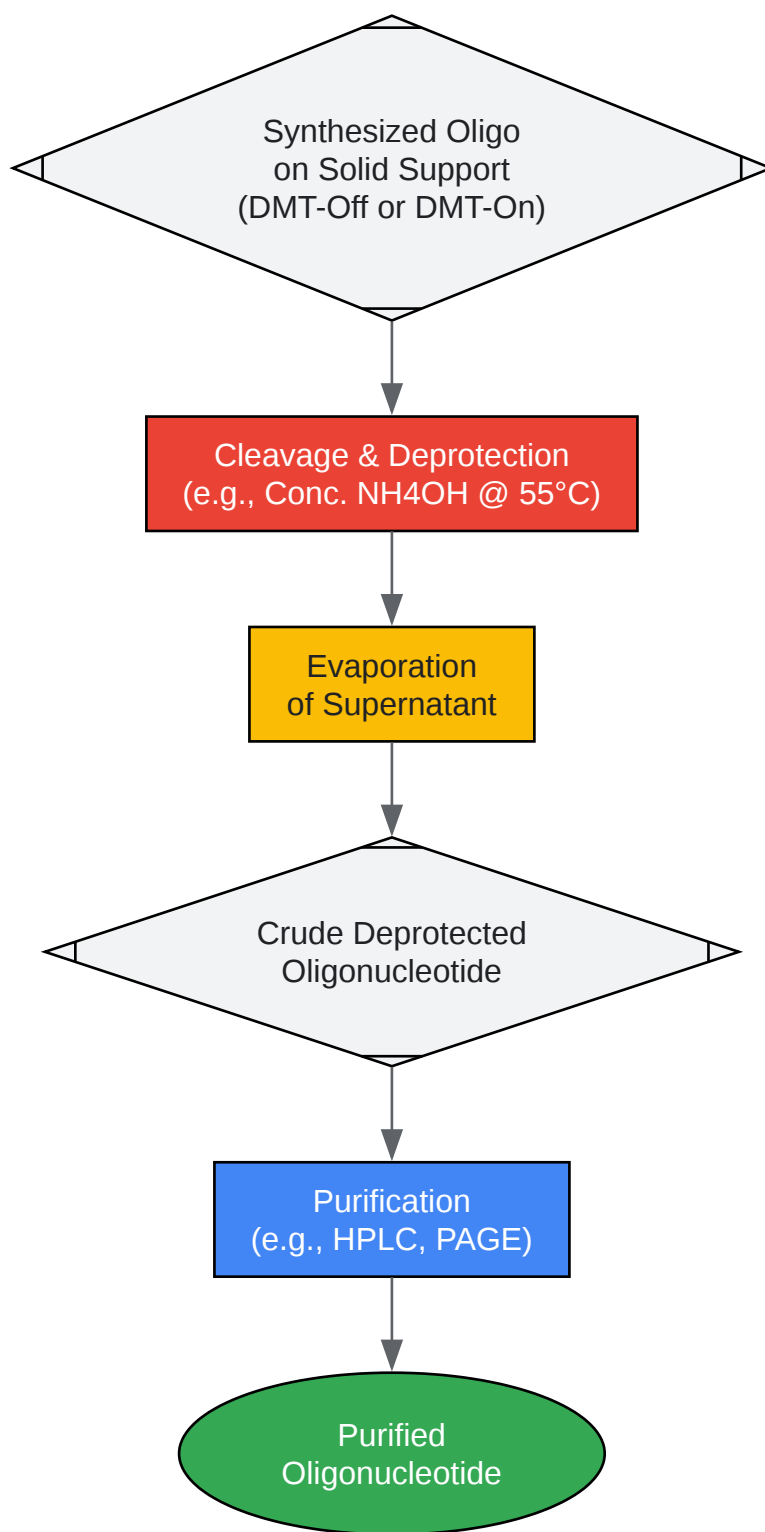 Synthesized Oligo
on Solid Support
(DMT-Off or DMT-On)
Cleavage & Deprotection
(e.g., Conc. NH4OH @ 55°C)
Evaporation
of Supernatant
Crude Deprotected
Oligonucleotide
Purification
(e.g., HPLC, PAGE)
Purified
Oligonucleotide